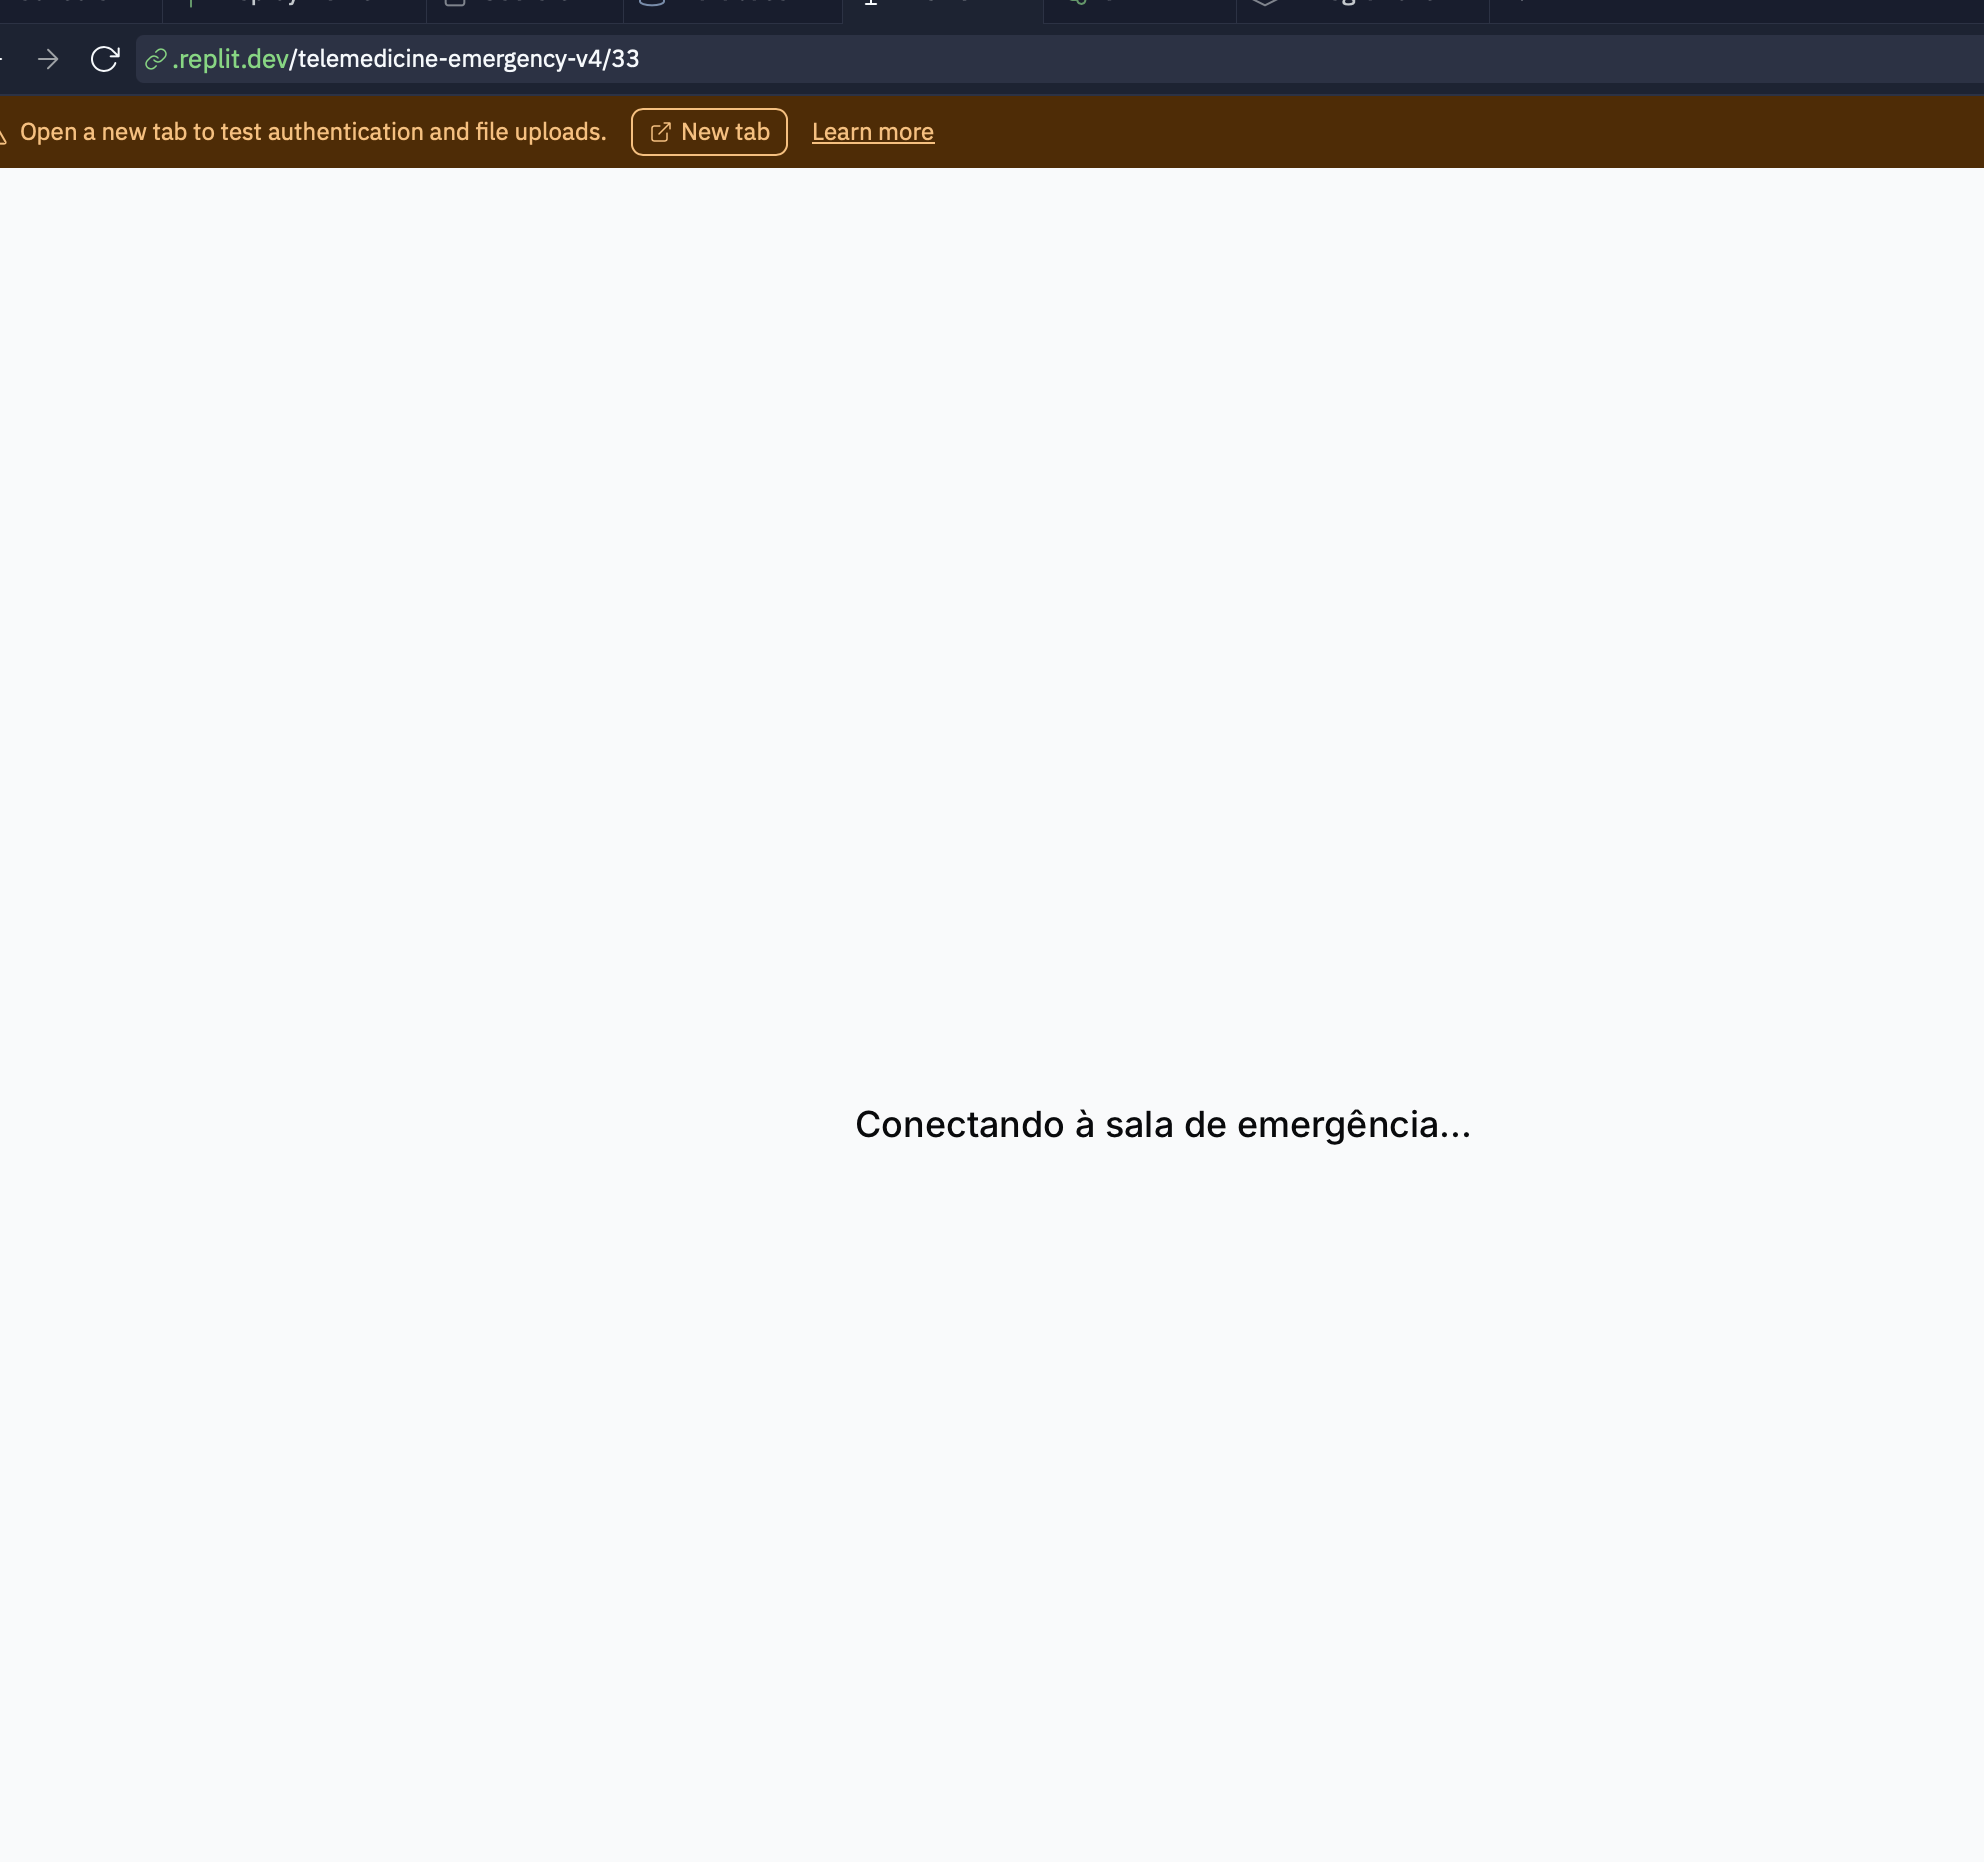 .replit.dev/telemedicine-emergency-v4/33
Open a new tab to test authentication and file uploads. New tab Learn more
Conectando à sala de emergência...